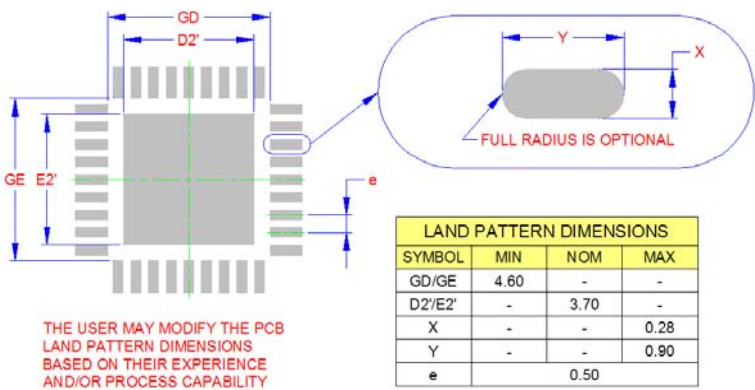 GD
D2'
Y
X
FULL RADIUS IS OPTIONAL
GE
E2'
e
LAND PATTERN DIMENSIONS
SYMBOL MIN NOM MAX
GD/GE 4.60 - -
D2'/E2' - 3.70 -
X - - 0.28
Y - - 0.90
e 0.50
THE USER MAY MODIFY THE PCB
LAND PATTERN DIMENSIONS
BASED ON THEIR EXPERIENCE
AND/OR PROCESS CAPABILITY